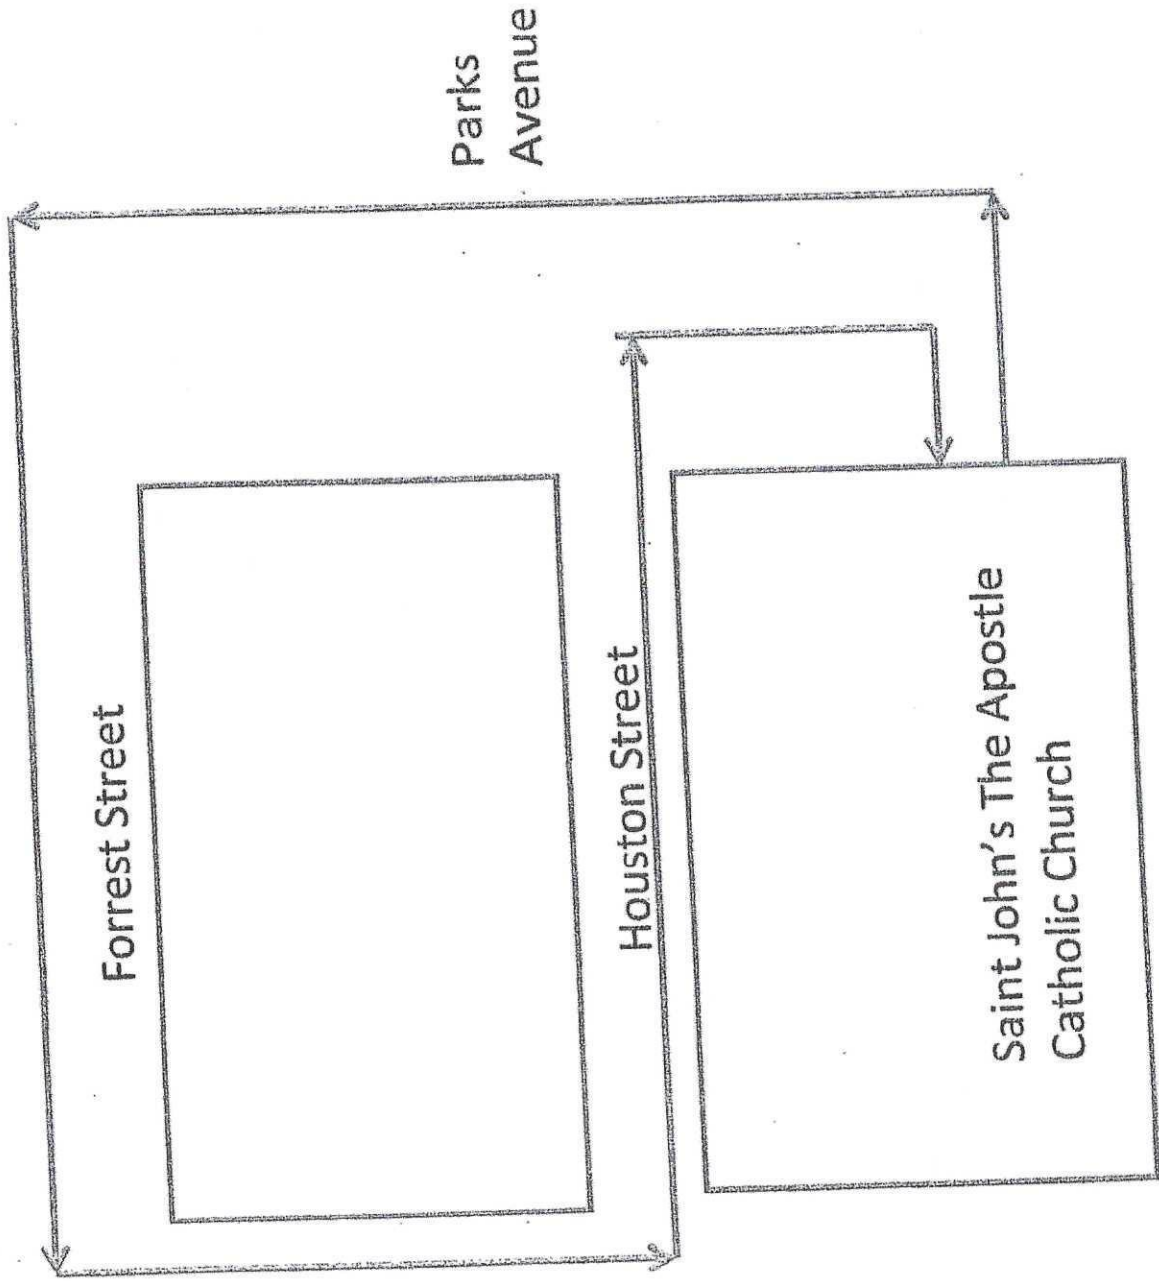 Parks
Avenue
Forrest Street
Houston Street
Saint John's The Apostle
Catholic Church